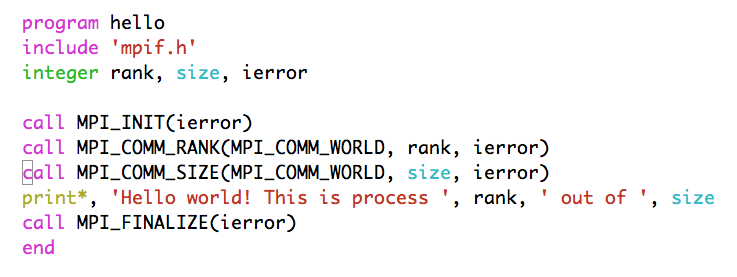 program hello
include 'mpif.h'
integer rank, size, ierror
call MPI_INIT(ierror)
call MPI_COMM_RANK(MPI_COMM_WORLD, rank, ierror)
call MPI_COMM_SIZE(MPI_COMM_WORLD, size, ierror)
print*, 'Hello world! This is process ', rank, ' out of ', size
call MPI_FINALIZE(ierror)
end